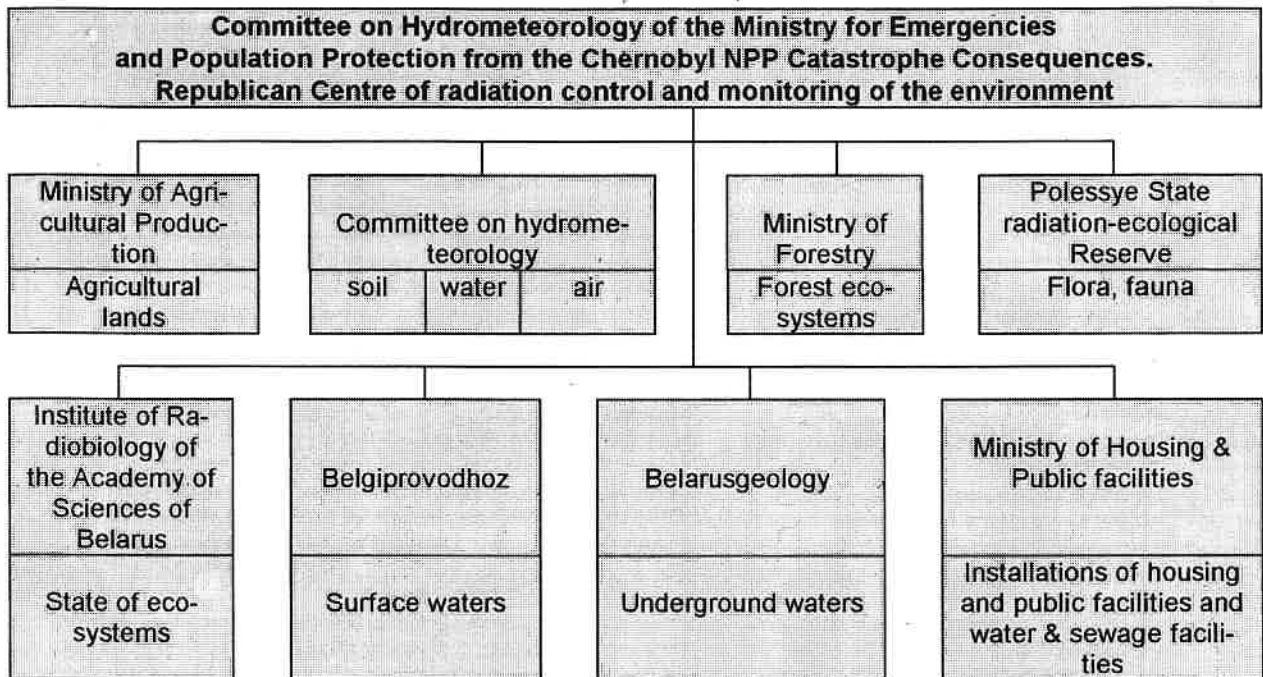 Committee on Hydrometeorology of the Ministry for Emergencies
and Population Protection from the Chernobyl NPP Catastrophe Consequences.
Republican Centre of radiation control and monitoring of the environment
Ministry of Agri-
cultural Produc-
tion
Agricultural
lands
Committee on hydrome-
teorology
soil
water
air
Ministry of
Forestry
Forest eco-
systems
Polessye State
radiation-ecological
Reserve
Flora, fauna
Institute of Ra-
diobiology of
the Academy of
Sciences of
Belarus
State of eco-
systems
Belgiprovodhoz
Surface waters
Belarusgeology
Underground waters
Ministry of Housing &
Public facilities
Installations of housing
and public facilities and
water & sewage facili-
ties